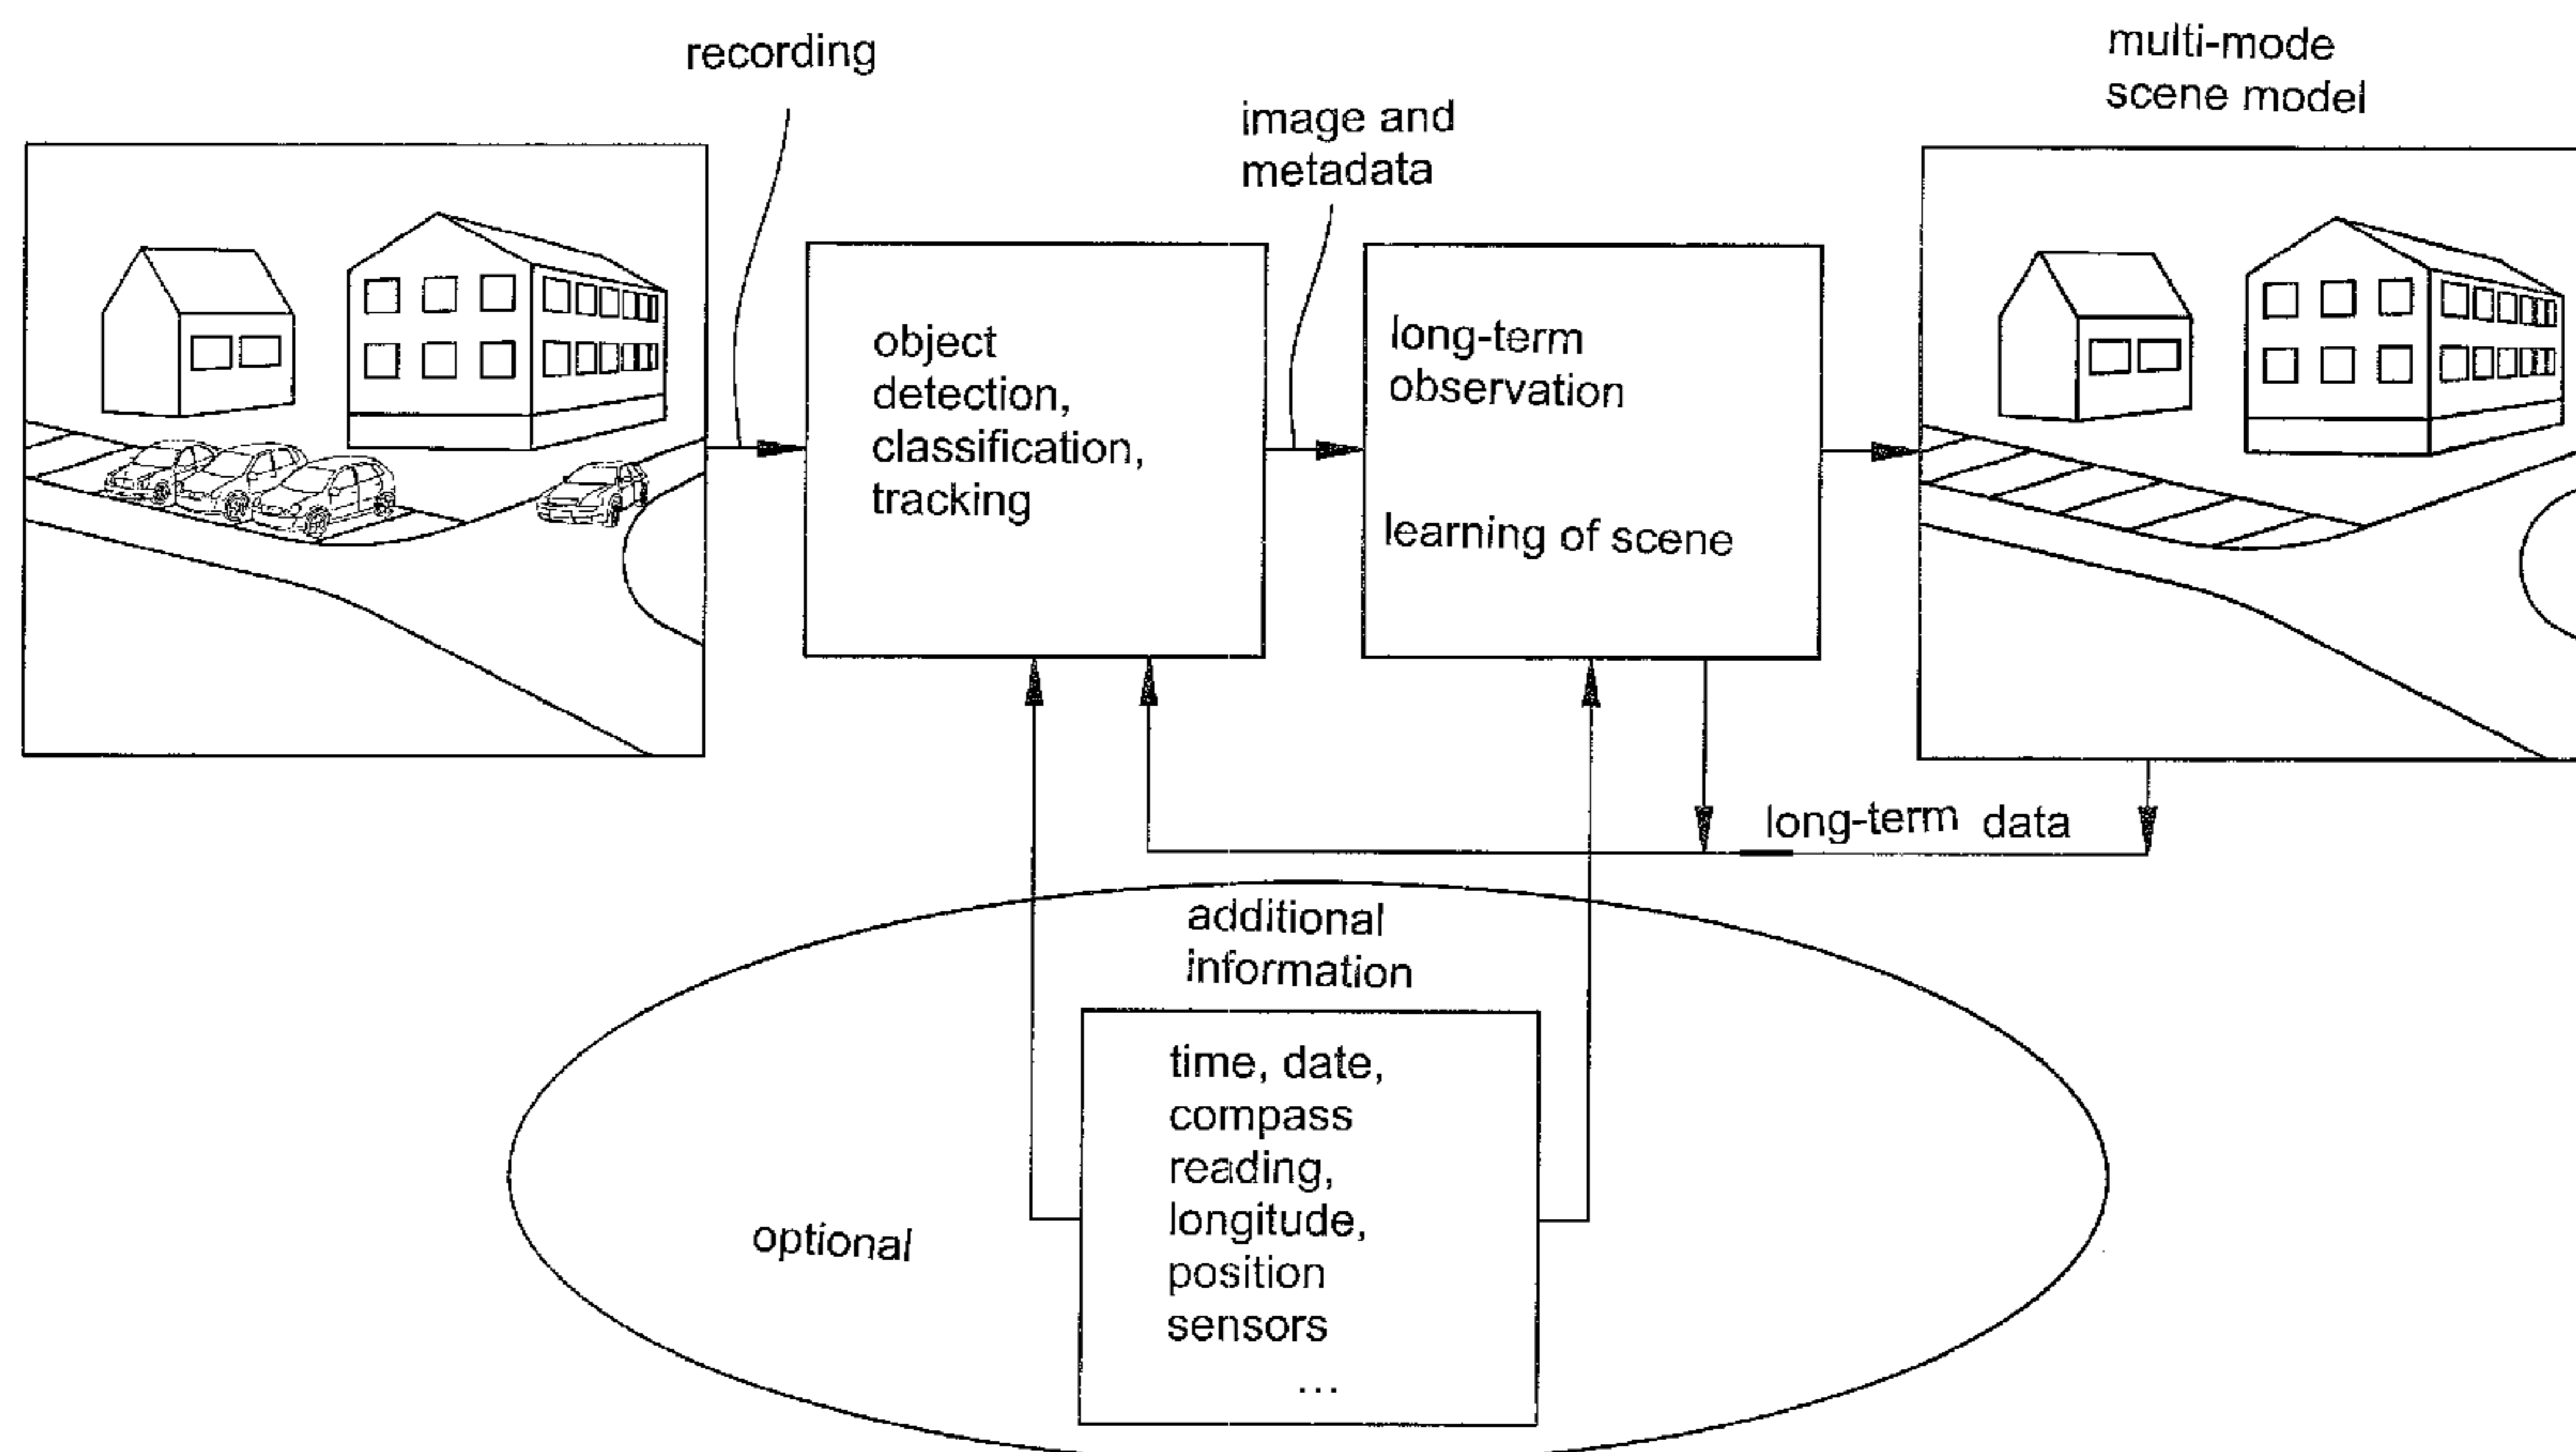 recording
image and
metadata
multi-mode
scene model
object
detection,
classification,
tracking
long-term
observation
learning of scene
long-term data
additional
information
time, date,
compass
reading,
longitude,
position
sensors
...
optional